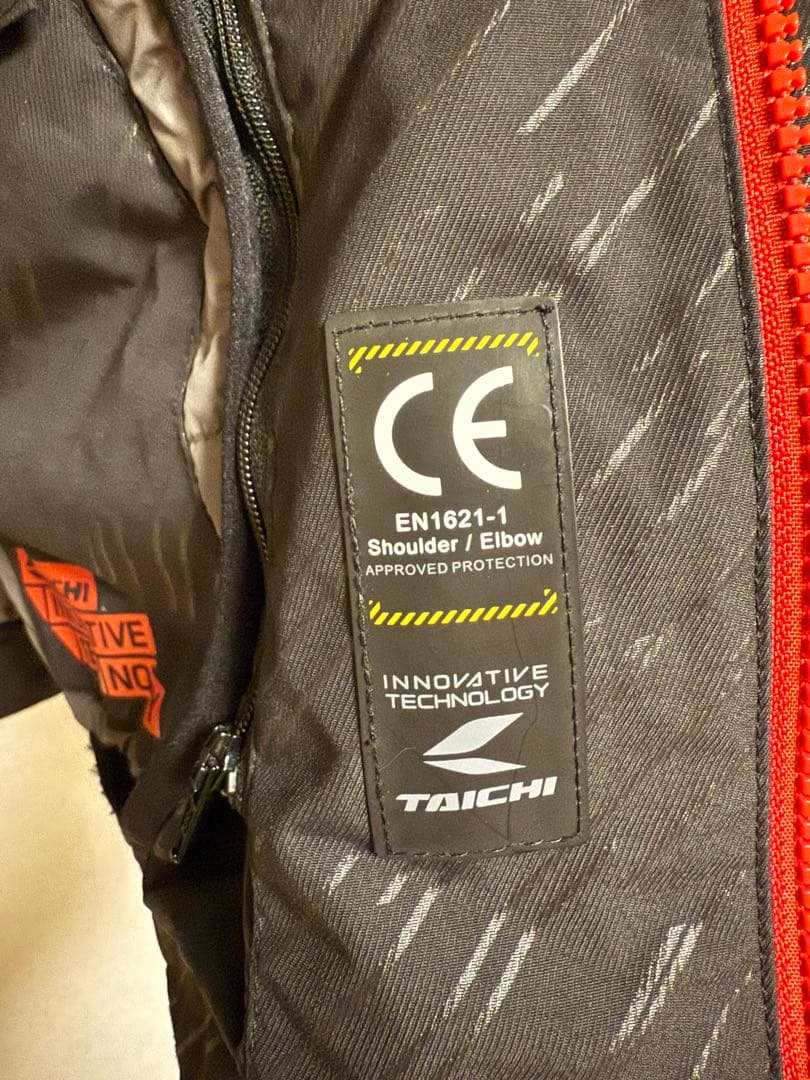 CE
EN1621-1
Shoulder / Elbow
APPROVED PROTECTION
INNOVATIVE
TECHNOLOGY
TAICHI